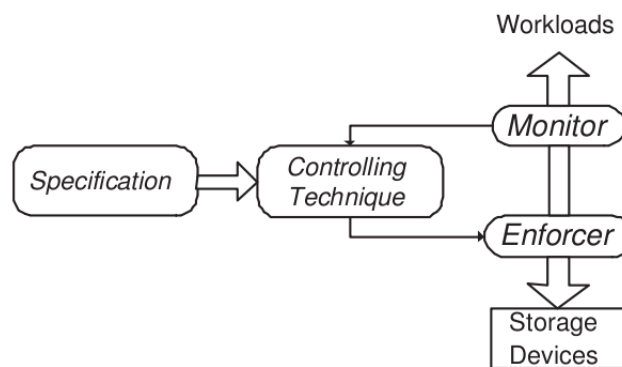 Workloads
Monitor
Specification
Controlling
Technique
Enforcer
Storage
Devices